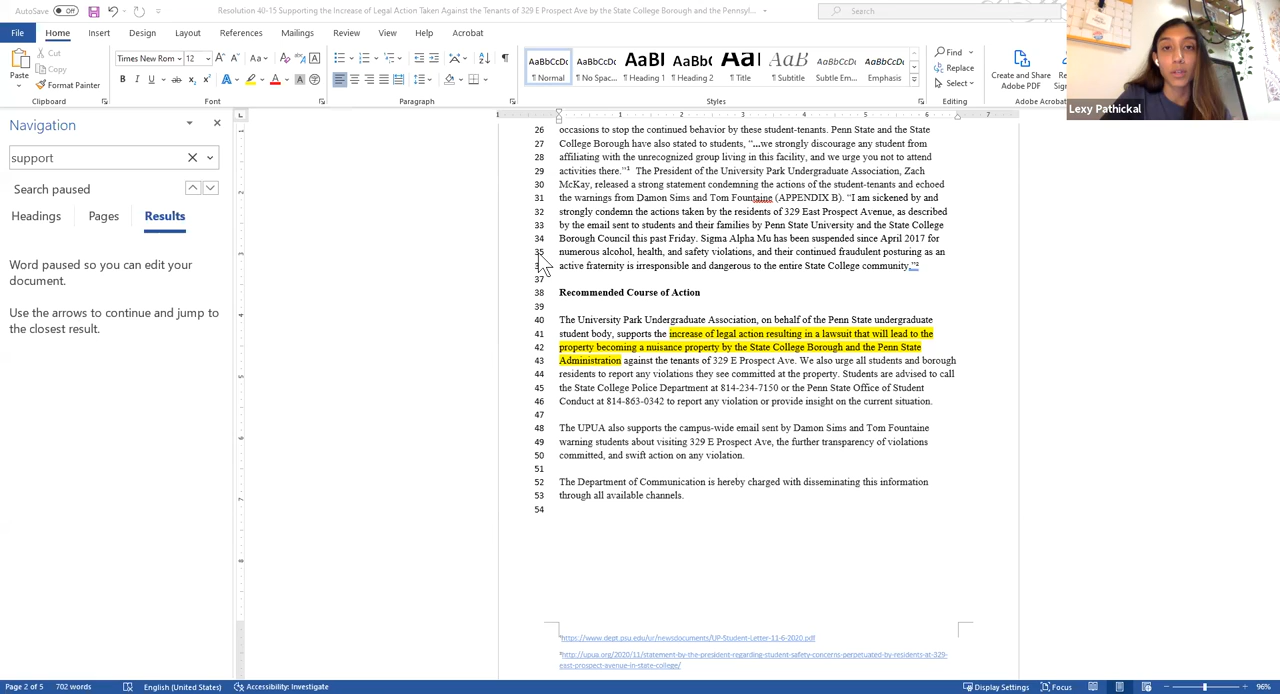 AutoSave Off
Resolution 40-15 Supporting the Increase of Legal Action Taken Against the Tenants of 329 E Prospect Ave by the State College Borough and the Pennsyl...
Search
File Home Insert Design Layout References Mailings Review View Help Acrobat
Paste
Cut
Copy
Format Painter
Clipboard
Times New Rom 12
Font
Paragraph
AaBbCcDc ¶ Normal
AaBbCcDc ¶ No Spac...
AaBl ¶ Heading 1
AaBbC ¶ Heading 2
AaI ¶ Title
AaB ¶ Subtitle
AaBbCcDc Subtle Em...
AaBbCcDc Emphasis
Styles
Find
Replace
Select
Editing
Create and Share
Adobe PDF
Lexy Pathickal
Navigation
support
Search paused
Headings Pages Results
Word paused so you can edit your
document.
Use the arrows to continue and jump to
the closest result.
26 occasions to stop the continued behavior by these student-tenants. Penn State and the State
27 College Borough have also stated to students, “...we strongly discourage any student from
28 affiliating with the unrecognized group living in this facility, and we urge you not to attend
29 activities there.”¹ The President of the University Park Undergraduate Association, Zach
30 McKay, released a strong statement condemning the actions of the student-tenants and echoed
31 the warnings from Damon Sims and Tom Fountaine (APPENDIX B). “I am sickened by and
32 strongly condemn the actions taken by the residents of 329 East Prospect Avenue, as described
33 by the email sent to students and their families by Penn State University and the State College
34 Borough Council this past Friday. Sigma Alpha Mu has been suspended since April 2017 for
35 numerous alcohol, health, and safety violations, and their continued fraudulent posturing as an
active fraternity is irresponsible and dangerous to the entire State College community.”²
37
38 Recommended Course of Action
39
40 The University Park Undergraduate Association, on behalf of the Penn State undergraduate
41 student body, supports the increase of legal action resulting in a lawsuit that will lead to the
42 property becoming a nuisance property by the State College Borough and the Penn State
43 Administration against the tenants of 329 E Prospect Ave. We also urge all students and borough
44 residents to report any violations they see committed at the property. Students are advised to call
45 the State College Police Department at 814-234-7150 or the Penn State Office of Student
46 Conduct at 814-863-0342 to report any violation or provide insight on the current situation.
47
48 The UPUA also supports the campus-wide email sent by Damon Sims and Tom Fountaine
49 warning students about visiting 329 E Prospect Ave, the further transparency of violations
50 committed, and swift action on any violation.
51
52 The Department of Communication is hereby charged with disseminating this information
53 through all available channels.
54
https://www.dept.psu.edu/ur/newsdocuments/UP-Student-Letter-11-6-2020.pdf
http://upua.org/2020/11/statement-by-the-president-regarding-student-safety-concerns-perpetuated-by-residents-at-329-
east-prospect-avenue-in-state-college/
Page 2 of 5 702 words English (United States) Accessibility: Investigate
Display Settings Focus 96%